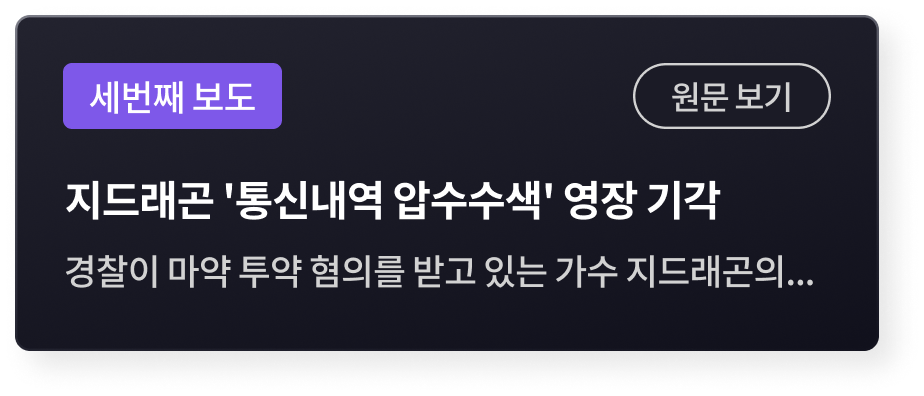 세번째 보도
원문 보기
지드래곤 '통신내역 압수수색' 영장 기각
경찰이 마약 투약 혐의를 받고 있는 가수 지드래곤의...